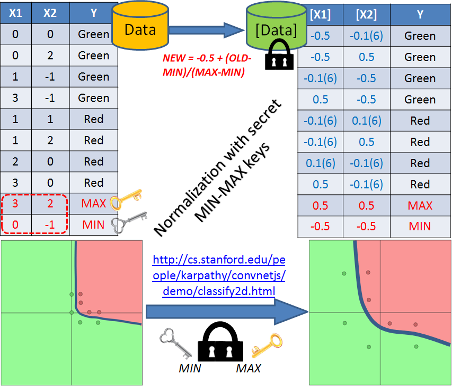 X1 X2 Y
0 0 Green
0 2 Green
1 -1 Green
3 -1 Green
1 1 Red
1 2 Red
2 0 Red
3 0 Red
3 2 MAX
0 -1 MIN
Data
[Data]
NEW = -0.5 + (OLD-
MIN)/(MAX-MIN)
Normalization with secret
MIN-MAX keys
[X1] [X2] Y
-0.5 -0.1(6) Green
-0.5 0.5 Green
-0.1(6) -0.5 Green
0.5 -0.5 Green
-0.1(6) 0.1(6) Red
-0.1(6) 0.5 Red
0.1(6) -0.1(6) Red
0.5 -0.1(6) Red
0.5 0.5 MAX
-0.5 -0.5 MIN
http://cs.stanford.edu/pe
ople/karpathy/convnetjs/
demo/classify2d.html
MIN MAX